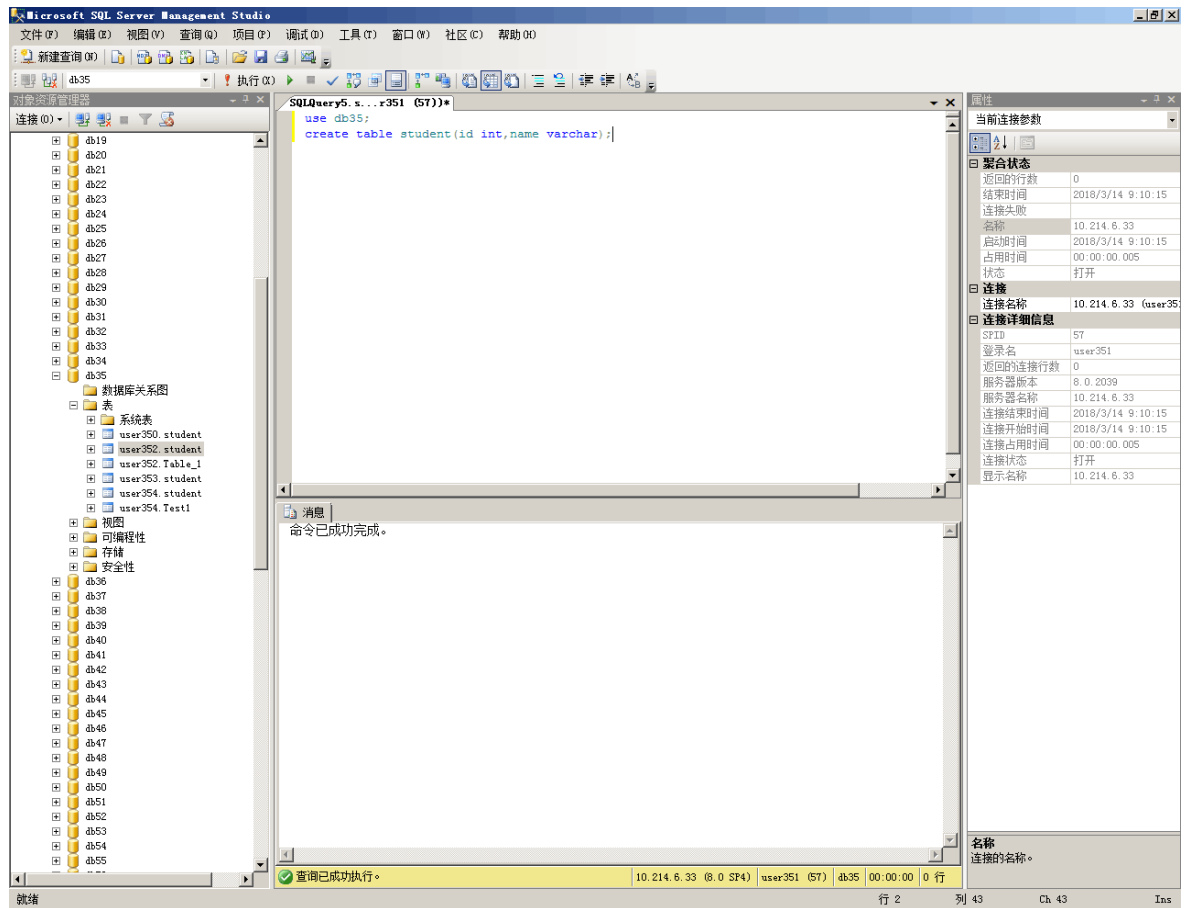 Microsoft SQL Server Management Studio
文件(F) 编辑(E) 视图(V) 查询(Q) 项目(P) 调试(D) 工具(T) 窗口(W) 社区(C) 帮助(H)
新建查询(N)
db35 执行(X)
对象资源管理器
连接(O)
db19
db20
db21
db22
db23
db24
db25
db26
db27
db28
db29
db30
db31
db32
db33
db34
db35
数据库关系图
表
系统表
user350.student
user352.student
user352.Table_1
user353.student
user354.student
user354.Test1
视图
可编程性
存储
安全性
db36
db37
db38
db39
db40
db41
db42
db43
db44
db45
db46
db47
db48
db49
db50
db51
db52
db53
db54
db55
SQLQuery5.s...r351 (57))*
use db35;
create table student(id int,name varchar);
消息
命令已成功完成。
查询已成功执行。 10.214.6.33 (8.0 SP4) user351 (57) db35 00:00:00 0 行
属性
当前连接参数
聚合状态
返回的行数 0
结束时间 2018/3/14 9:10:15
连接失败
名称 10.214.6.33
启动时间 2018/3/14 9:10:15
占用时间 00:00:00.005
状态 打开
连接
连接名称 10.214.6.33 (user351
连接详细信息
SPID 57
登录名 user351
返回的连接行数 0
服务器版本 8.0.2039
服务器名称 10.214.6.33
连接结束时间 2018/3/14 9:10:15
连接开始时间 2018/3/14 9:10:15
连接占用时间 00:00:00.005
连接状态 打开
显示名称 10.214.6.33
名称
连接的名称。
就绪 行 2 列 43 Ch 43 Ins